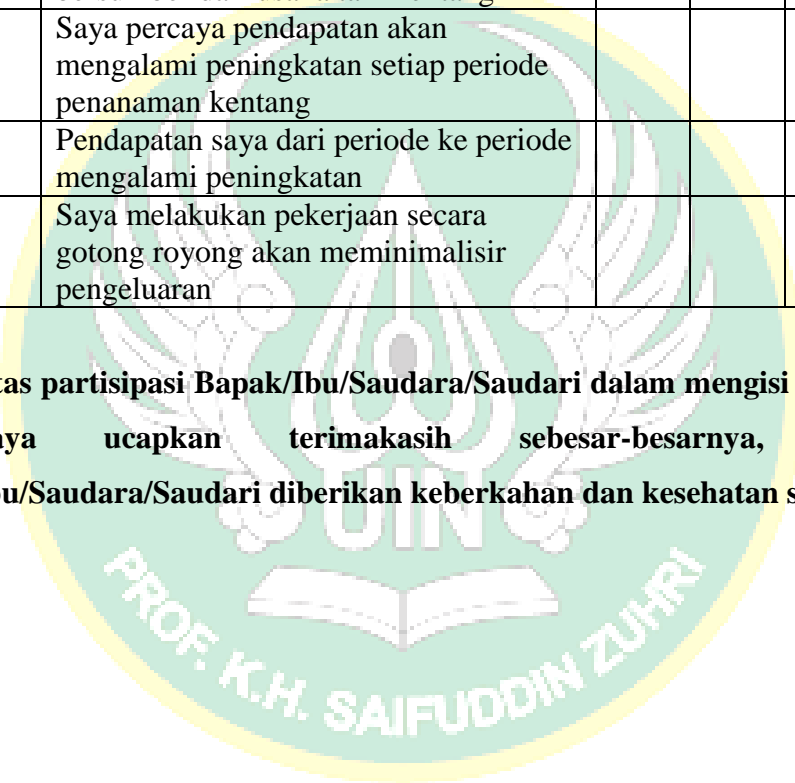 Saya percaya pendapatan akan
mengalami peningkatan setiap periode
penanaman kentang
Pendapatan saya dari periode ke periode
mengalami peningkatan
Saya melakukan pekerjaan secara
gotong royong akan meminimalisir
pengeluaran
tas partisipasi Bapak/Ibu/Saudara/Saudari dalam mengisi
aya ucapkan terimakasih sebesar-besarnya,
u/Saudara/Saudari diberikan keberkahan dan kesehatan s
UIN
PROF. K.H. SAIFUDDIN ZUHRI